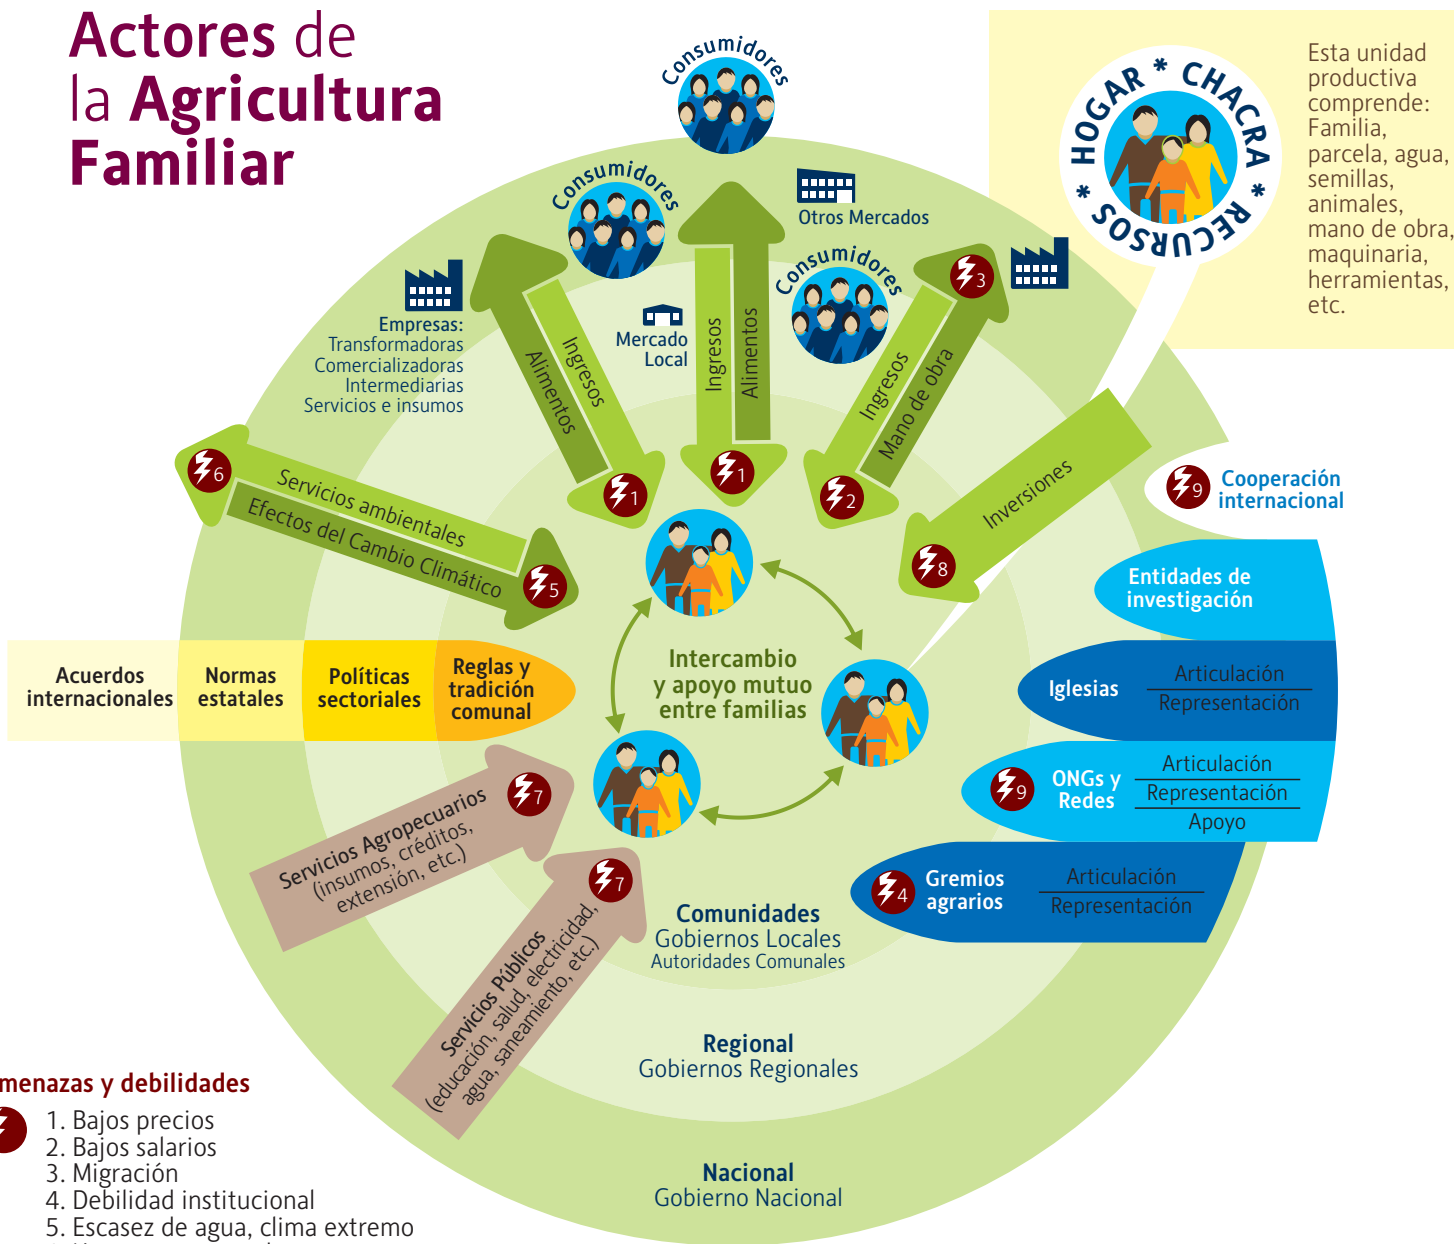 Actores de
la Agricultura
Familiar
Consumidores
Consumidores
Consumidores
HOGAR * CHACRA * RECURSOS *
Esta unidad
productiva
comprende:
Familia,
parcela, agua,
semillas,
animales,
mano de obra,
maquinaria,
herramientas,
etc.
Otros Mercados
Mercado
Local
Empresas:
Transformadoras
Comercializadoras
Intermediarias
Servicios e insumos
Ingresos
Alimentos
1
Ingresos
Alimentos
1
Ingresos
Mano de obra
3
2
Inversiones
8
6
Servicios ambientales
Efectos del Cambio Climático
5
9
Cooperación
internacional
Entidades de
investigación
Iglesias
Articulación
Representación
9
ONGs y
Redes
Articulación
Representación
Apoyo
4
Gremios
agrarios
Articulación
Representación
Acuerdos
internacionales
Normas
estatales
Políticas
sectoriales
Reglas y
tradición
comunal
Intercambio
y apoyo mutuo
entre familias
Servicios Agropecuarios
(insumos, créditos,
extensión, etc.)
7
Servicios Públicos
(educación, salud, electricidad,
agua, saneamiento, etc.)
7
Comunidades
Gobiernos Locales
Autoridades Comunales
Regional
Gobiernos Regionales
Nacional
Gobierno Nacional
menazas y debilidades
1. Bajos precios
2. Bajos salarios
3. Migración
4. Debilidad institucional
5. Escasez de agua, clima extremo